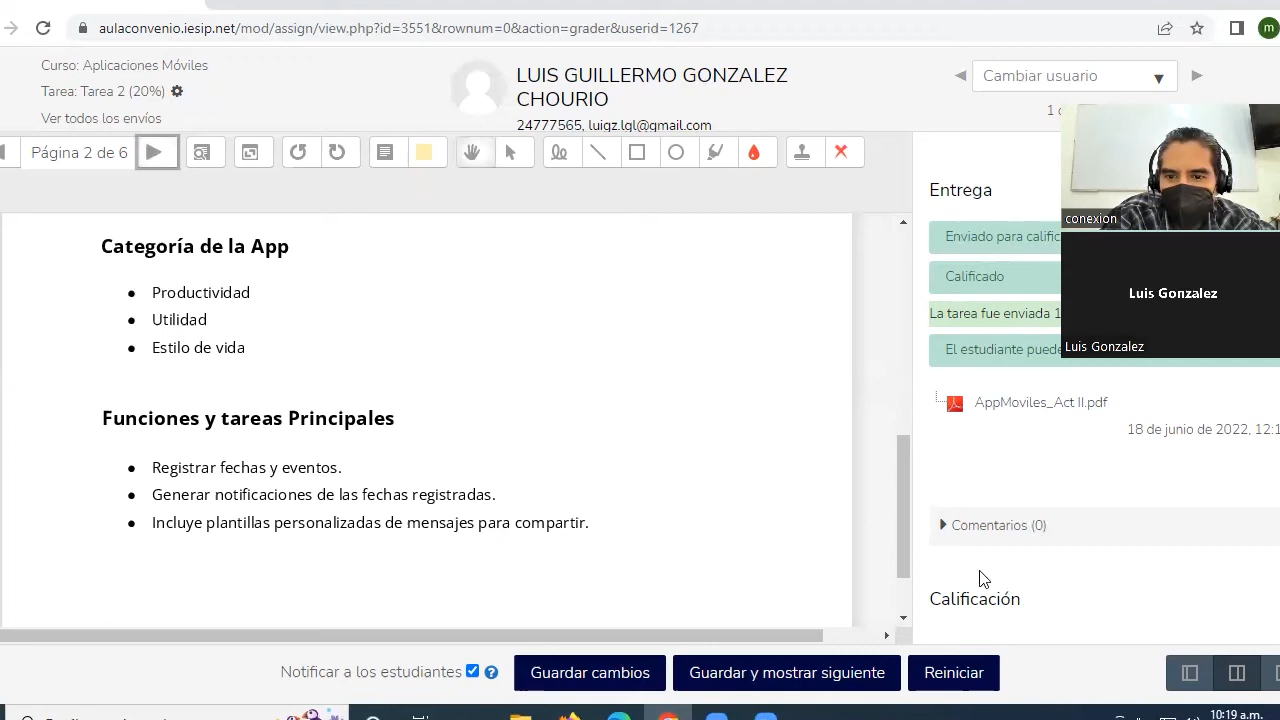 aulaconvenio.iesip.net/mod/assign/view.php?id=3551&rownum=0&action=grader&userid=1267
m
Curso: Aplicaciones Móviles
Tarea: Tarea 2 (20%)
Ver todos los envíos
LUIS GUILLERMO GONZALEZ
CHOURIO
24777565, luigz.lgl@gmail.com
Cambiar usuario
Página 2 de 6
Categoría de la App
Productividad
Utilidad
Estilo de vida
Funciones y tareas Principales
Registrar fechas y eventos.
Generar notificaciones de las fechas registradas.
Incluye plantillas personalizadas de mensajes para compartir.
Entrega
Enviado para calific
Calificado
La tarea fue enviada 1
El estudiante puede
AppMoviles_Act II.pdf
18 de junio de 2022, 12:1
Comentarios (0)
Calificación
conexion
Luis Gonzalez
Luis Gonzalez
Notificar a los estudiantes
Guardar cambios
Guardar y mostrar siguiente
Reiniciar
10:19 a.m.